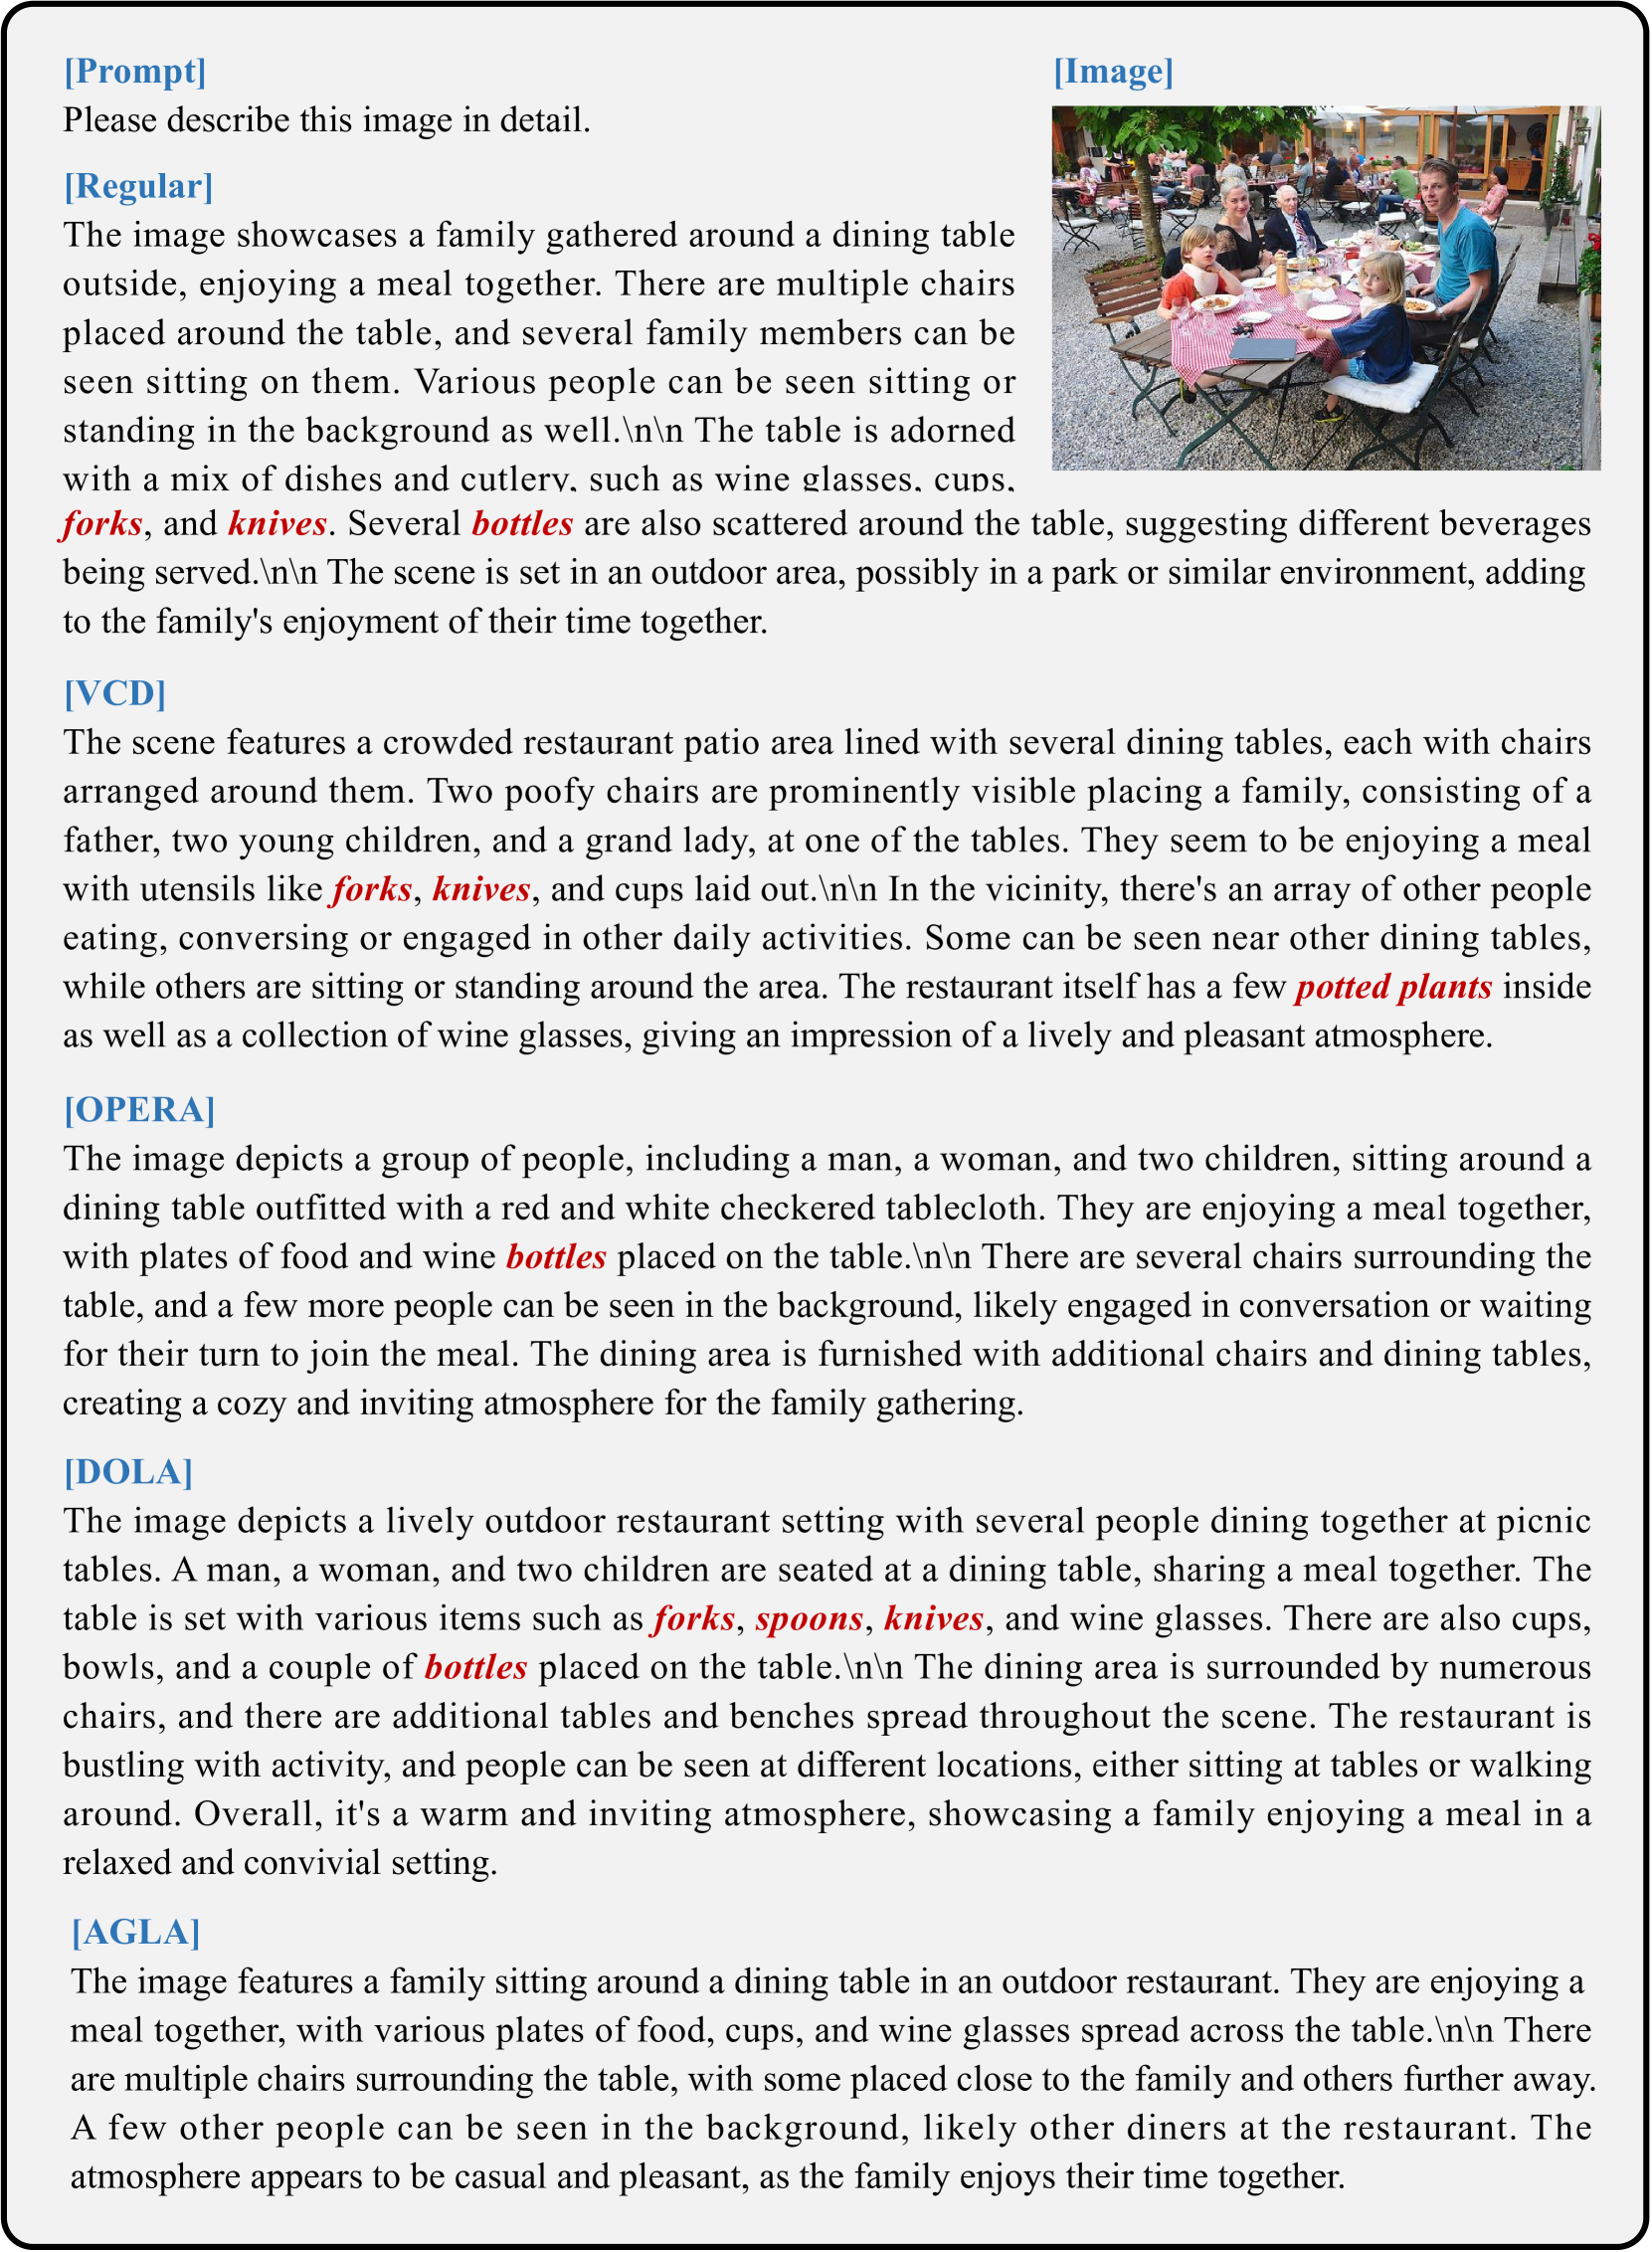 [Prompt]
Please describe this image in detail.
[Image]
[Regular]
The image showcases a family gathered around a dining table
outside, enjoying a meal together. There are multiple chairs
placed around the table, and several family members can be
seen sitting on them. Various people can be seen sitting or
standing in the background as well.\n\n The table is adorned
with a mix of dishes and cutlery, such as wine glasses, cups,
forks, and knives. Several bottles are also scattered around the table, suggesting different beverages
being served.\n\n The scene is set in an outdoor area, possibly in a park or similar environment, adding
to the family's enjoyment of their time together.
[VCD]
The scene features a crowded restaurant patio area lined with several dining tables, each with chairs
arranged around them. Two poofy chairs are prominently visible placing a family, consisting of a
father, two young children, and a grand lady, at one of the tables. They seem to be enjoying a meal
with utensils like forks, knives, and cups laid out.\n\n In the vicinity, there's an array of other people
eating, conversing or engaged in other daily activities. Some can be seen near other dining tables,
while others are sitting or standing around the area. The restaurant itself has a few potted plants inside
as well as a collection of wine glasses, giving an impression of a lively and pleasant atmosphere.
[OPERA]
The image depicts a group of people, including a man, a woman, and two children, sitting around a
dining table outfitted with a red and white checkered tablecloth. They are enjoying a meal together,
with plates of food and wine bottles placed on the table.\n\n There are several chairs surrounding the
table, and a few more people can be seen in the background, likely engaged in conversation or waiting
for their turn to join the meal. The dining area is furnished with additional chairs and dining tables,
creating a cozy and inviting atmosphere for the family gathering.
[DOLA]
The image depicts a lively outdoor restaurant setting with several people dining together at picnic
tables. A man, a woman, and two children are seated at a dining table, sharing a meal together. The
table is set with various items such as forks, spoons, knives, and wine glasses. There are also cups,
bowls, and a couple of bottles placed on the table.\n\n The dining area is surrounded by numerous
chairs, and there are additional tables and benches spread throughout the scene. The restaurant is
bustling with activity, and people can be seen at different locations, either sitting at tables or walking
around. Overall, it's a warm and inviting atmosphere, showcasing a family enjoying a meal in a
relaxed and convivial setting.
[AGLA]
The image features a family sitting around a dining table in an outdoor restaurant. They are enjoying a
meal together, with various plates of food, cups, and wine glasses spread across the table.\n\n There
are multiple chairs surrounding the table, with some placed close to the family and others further away.
A few other people can be seen in the background, likely other diners at the restaurant. The
atmosphere appears to be casual and pleasant, as the family enjoys their time together.